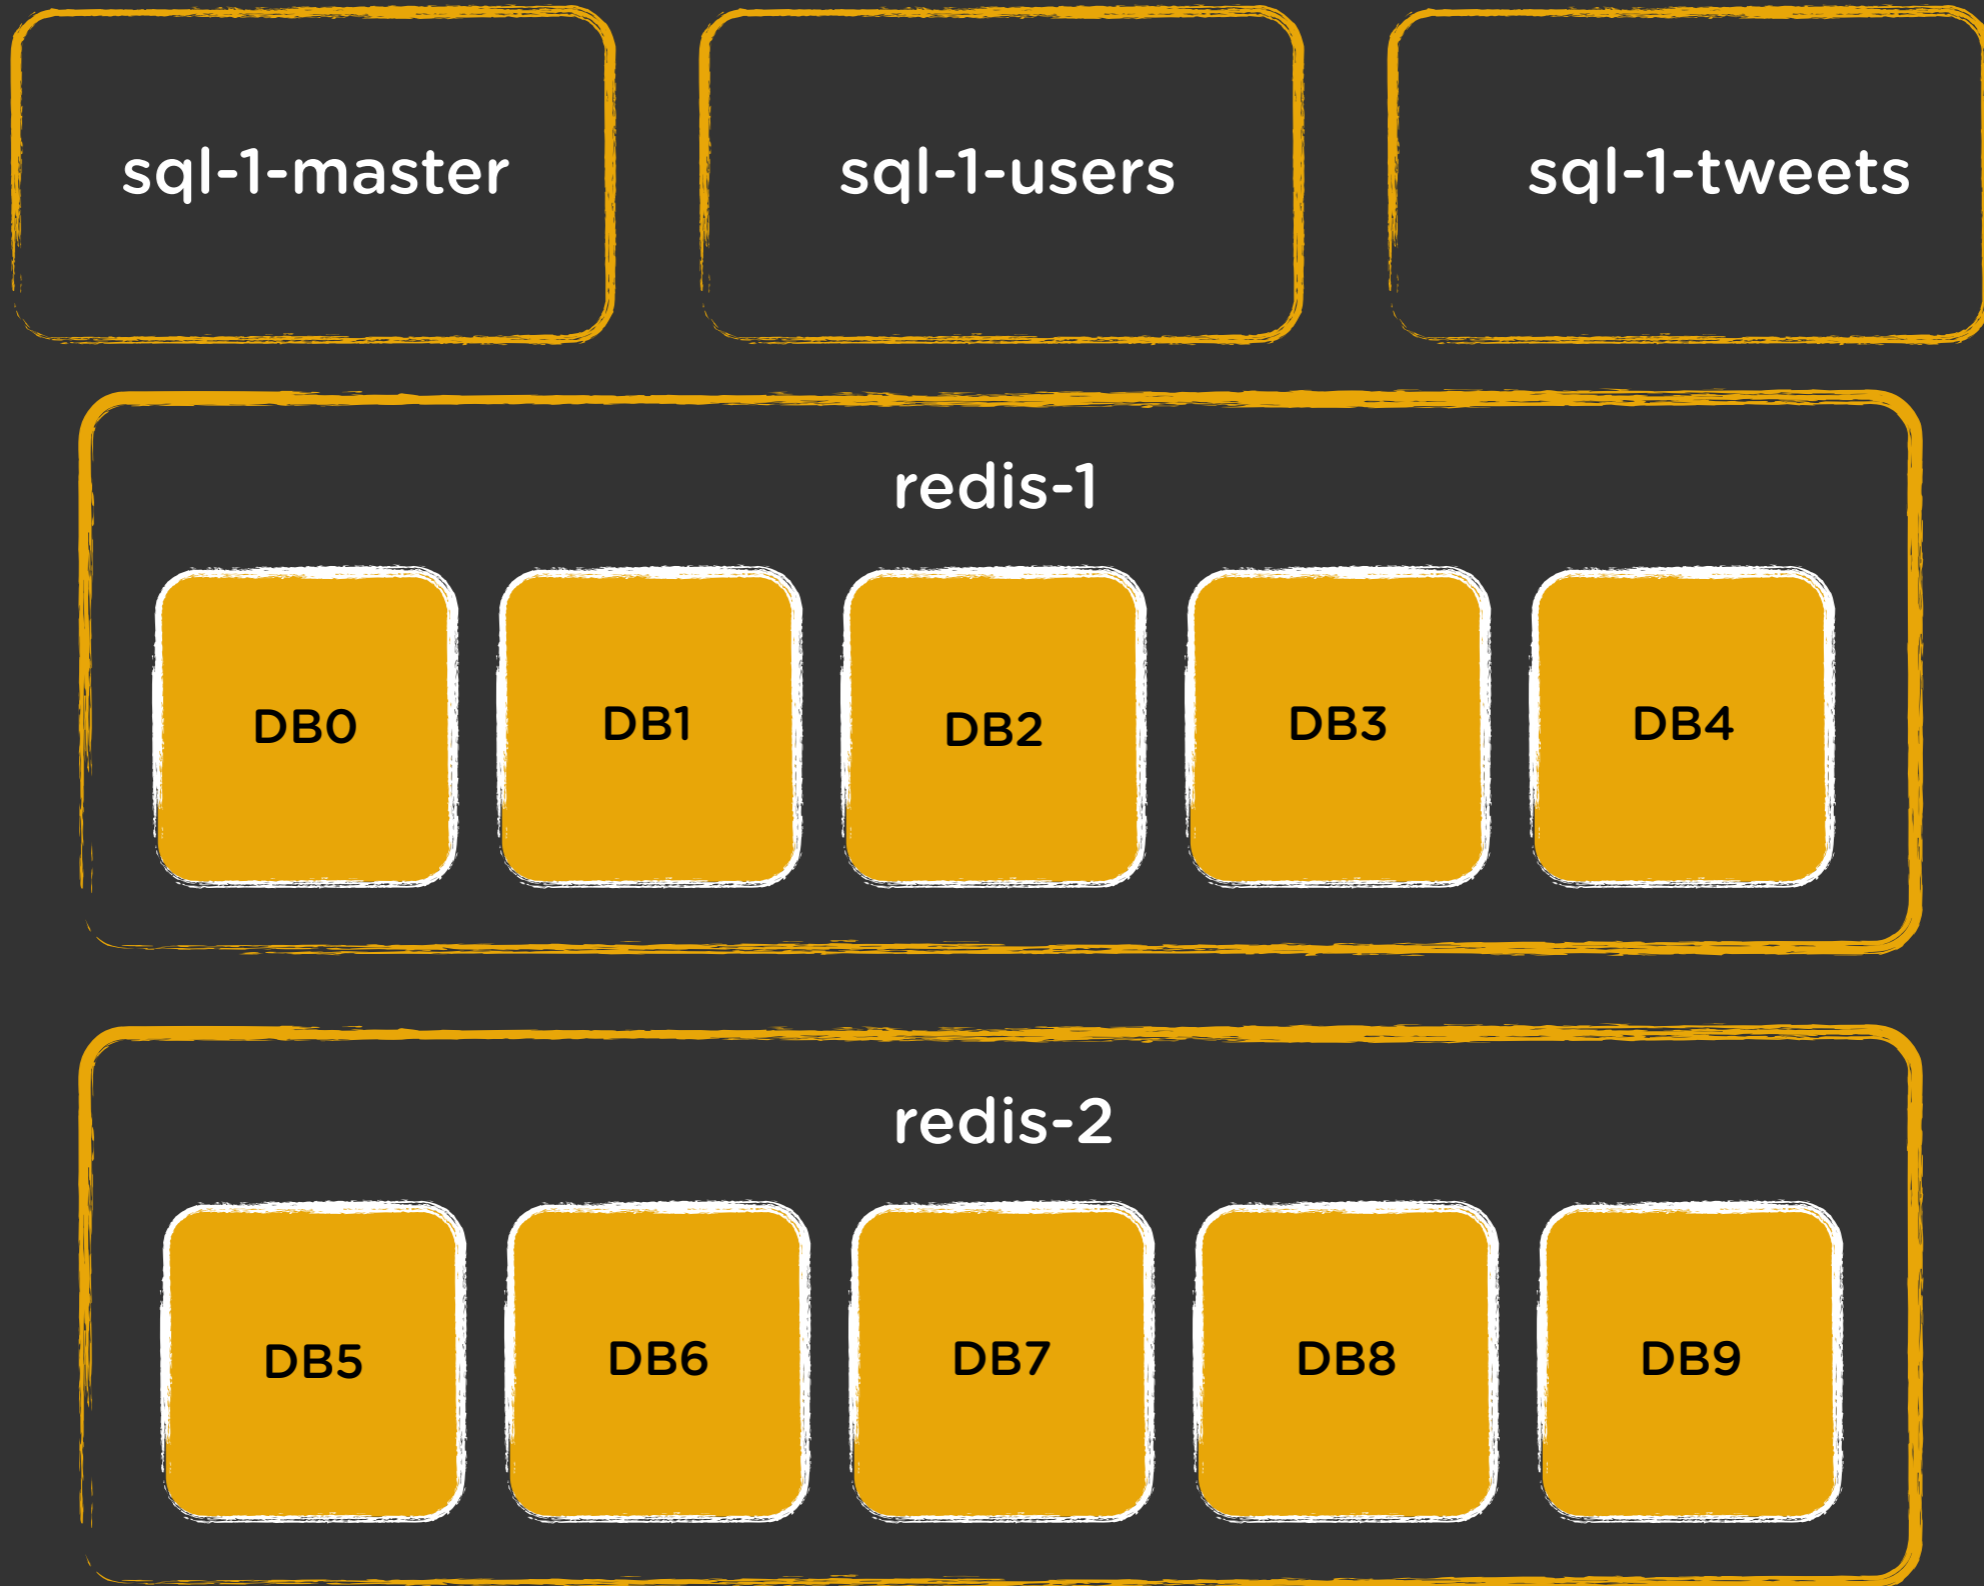 sql-1-master
sql-1-users
sql-1-tweets
redis-1
DB0
DB1
DB2
DB3
DB4
redis-2
DB5
DB6
DB7
DB8
DB9